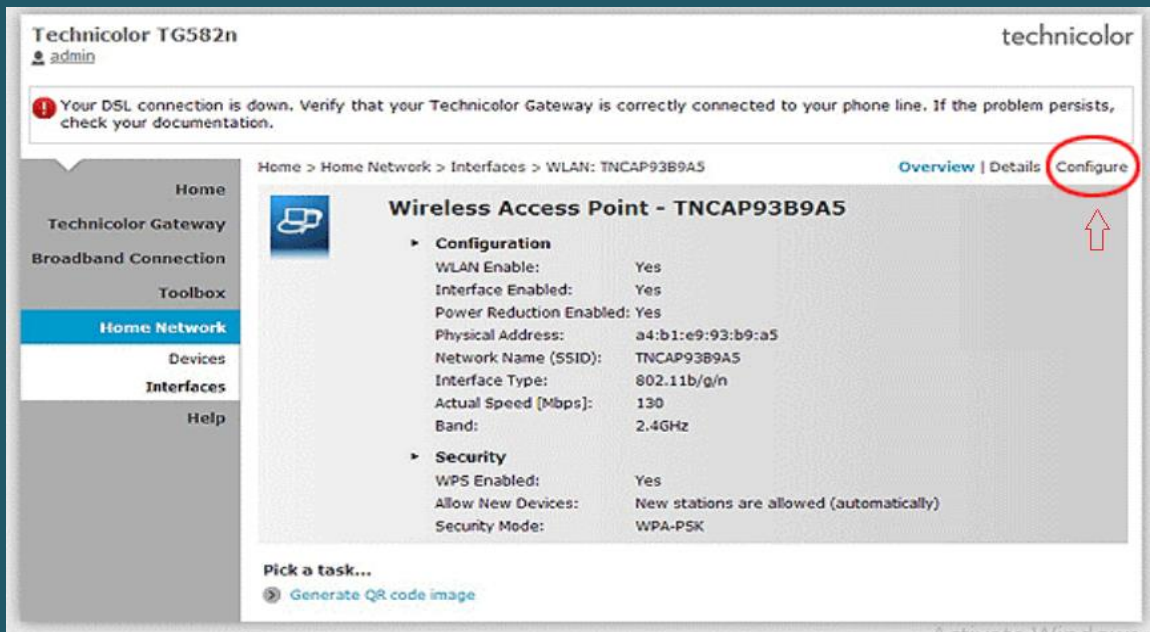 Technicolor TG582n
technicolor
admin
Your DSL connection is down. Verify that your Technicolor Gateway is correctly connected to your phone line. If the problem persists,
check your documentation.
Home > Home Network > Interfaces > WLAN: TNCAP93B9A5
Overview | Details Configure
Home
Technicolor Gateway
Broadband Connection
Toolbox
Home Network
Devices
Interfaces
Help
Wireless Access Point - TNCAP93B9A5
Configuration
WLAN Enable: Yes
Interface Enabled: Yes
Power Reduction Enabled: Yes
Physical Address: a4:b1:e9:93:b9:a5
Network Name (SSID): TNCAP93B9A5
Interface Type: 802.11b/g/n
Actual Speed [Mbps]: 130
Band: 2.4GHz
Security
WPS Enabled: Yes
Allow New Devices: New stations are allowed (automatically)
Security Mode: WPA-PSK
Pick a task...
Generate QR code image